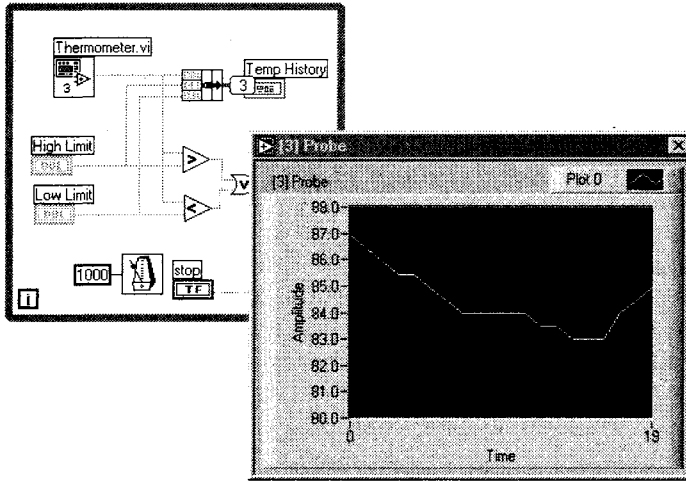 Thermometer.vi
3
Temp History
3
High Limit
DBL
Low Limit
DBL
>
<
V
1000
stop
TF
i
[3] Probe
[3] Probe
Plot 0
88.0
87.0
86.0
85.0
84.0
83.0
82.0
81.0
80.0
Amplitude
0
19
Time